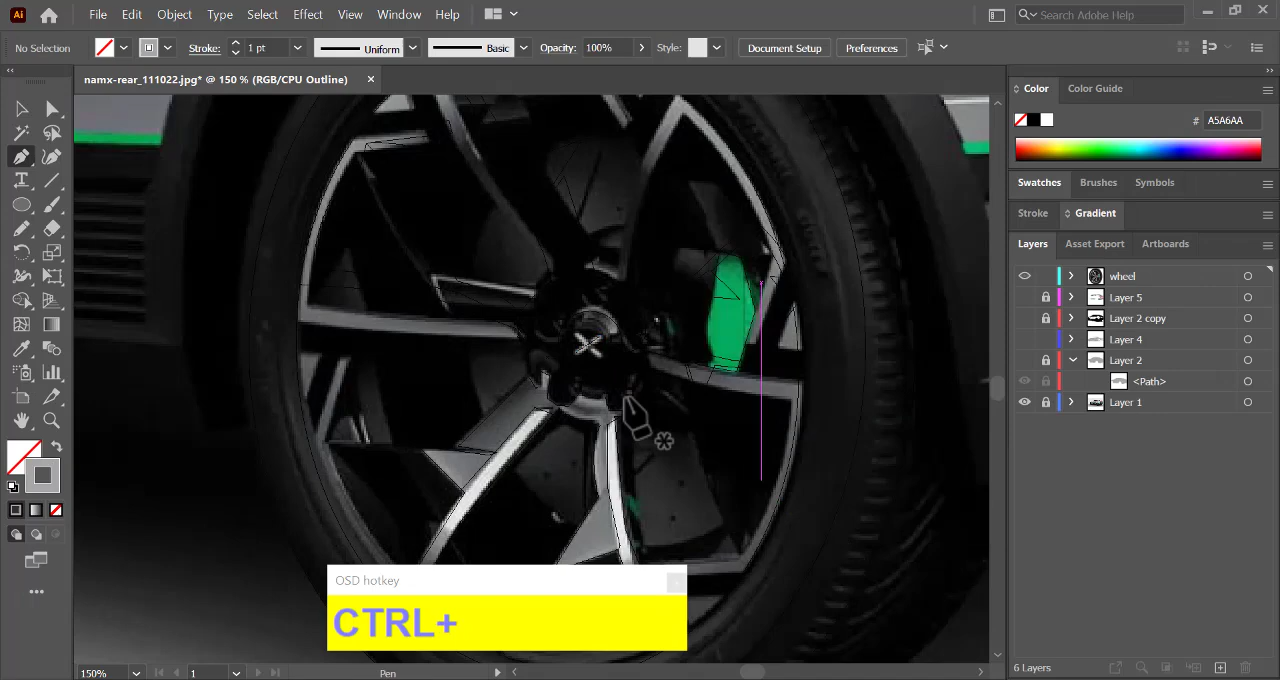 Ai File Edit Object Type Select Effect View Window Help Search Adobe Help
No Selection Stroke: 1 pt Uniform Basic Opacity: 100% Style: Document Setup Preferences
namx-rear_111022.jpg* @ 150 % (RGB/CPU Outline)
Color Color Guide
# A5A6AA
Swatches Brushes Symbols
Stroke Gradient
Layers Asset Export Artboards
wheel
Layer 5
Layer 2 copy
Layer 4
Layer 2
<Path>
Layer 1
OSD hotkey
CTRL+
150% 1 Pen 6 Layers